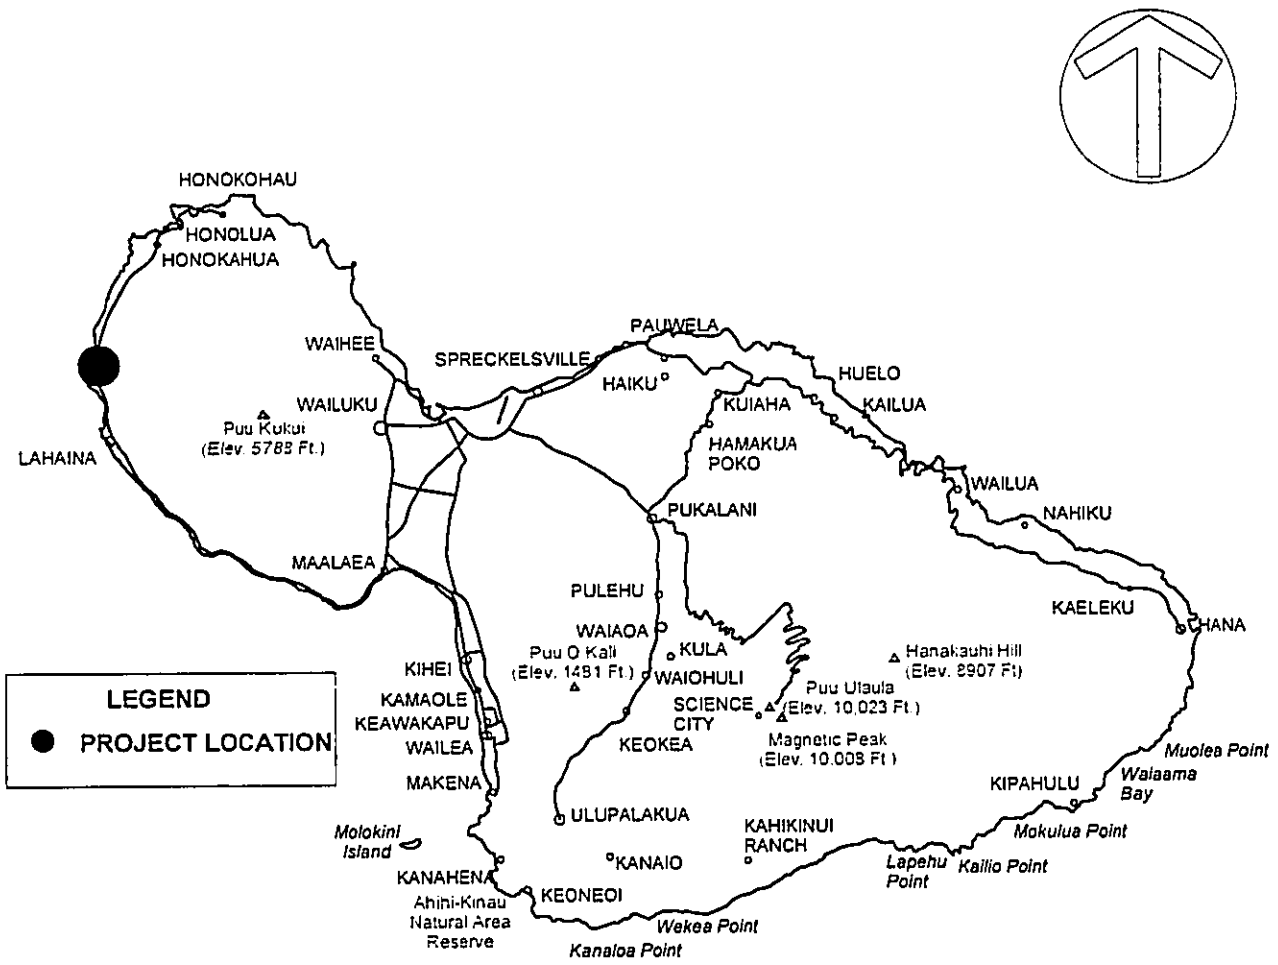 HONOKOHAU
HONOLUA
HONOKAHUA
PAUWELA
WAIHEE
SPRECKELSVILLE
HAIKU
HUELO
KUIAHA
KAILUA
WAILUKU
Puu Kukui
(Elev. 5788 Ft.)
HAMAKUA
POKO
LAHAINA
WAILUA
PUKALANI
NAHIKU
MAALAEA
PULEHU
KAELEKU
WAIAOA
HANA
KULA
Puu O Kali
(Elev. 1481 Ft.)
Hanakauhi Hill
(Elev. 8907 Ft)
KIHEI
WAIOHULI
Puu Ulaula
(Elev. 10,023 Ft.)
SCIENCE
CITY
LEGEND
PROJECT LOCATION
KAMAOLE
KEAWAKAPU
WAILEA
KEOKEA
Magnetic Peak
(Elev. 10.008 Ft.)
Muolea Point
Waiaama
Bay
MAKENA
KIPAHULU
ULUPALAKUA
KAHIKINUI
RANCH
Mokulua Point
Molokini
Island
KANAIO
Lapehu
Point
Kailio Point
KANAHENA
KEONEOI
Ahihi-Kinau
Natural Area
Reserve
Wekea Point
Kanaloa Point